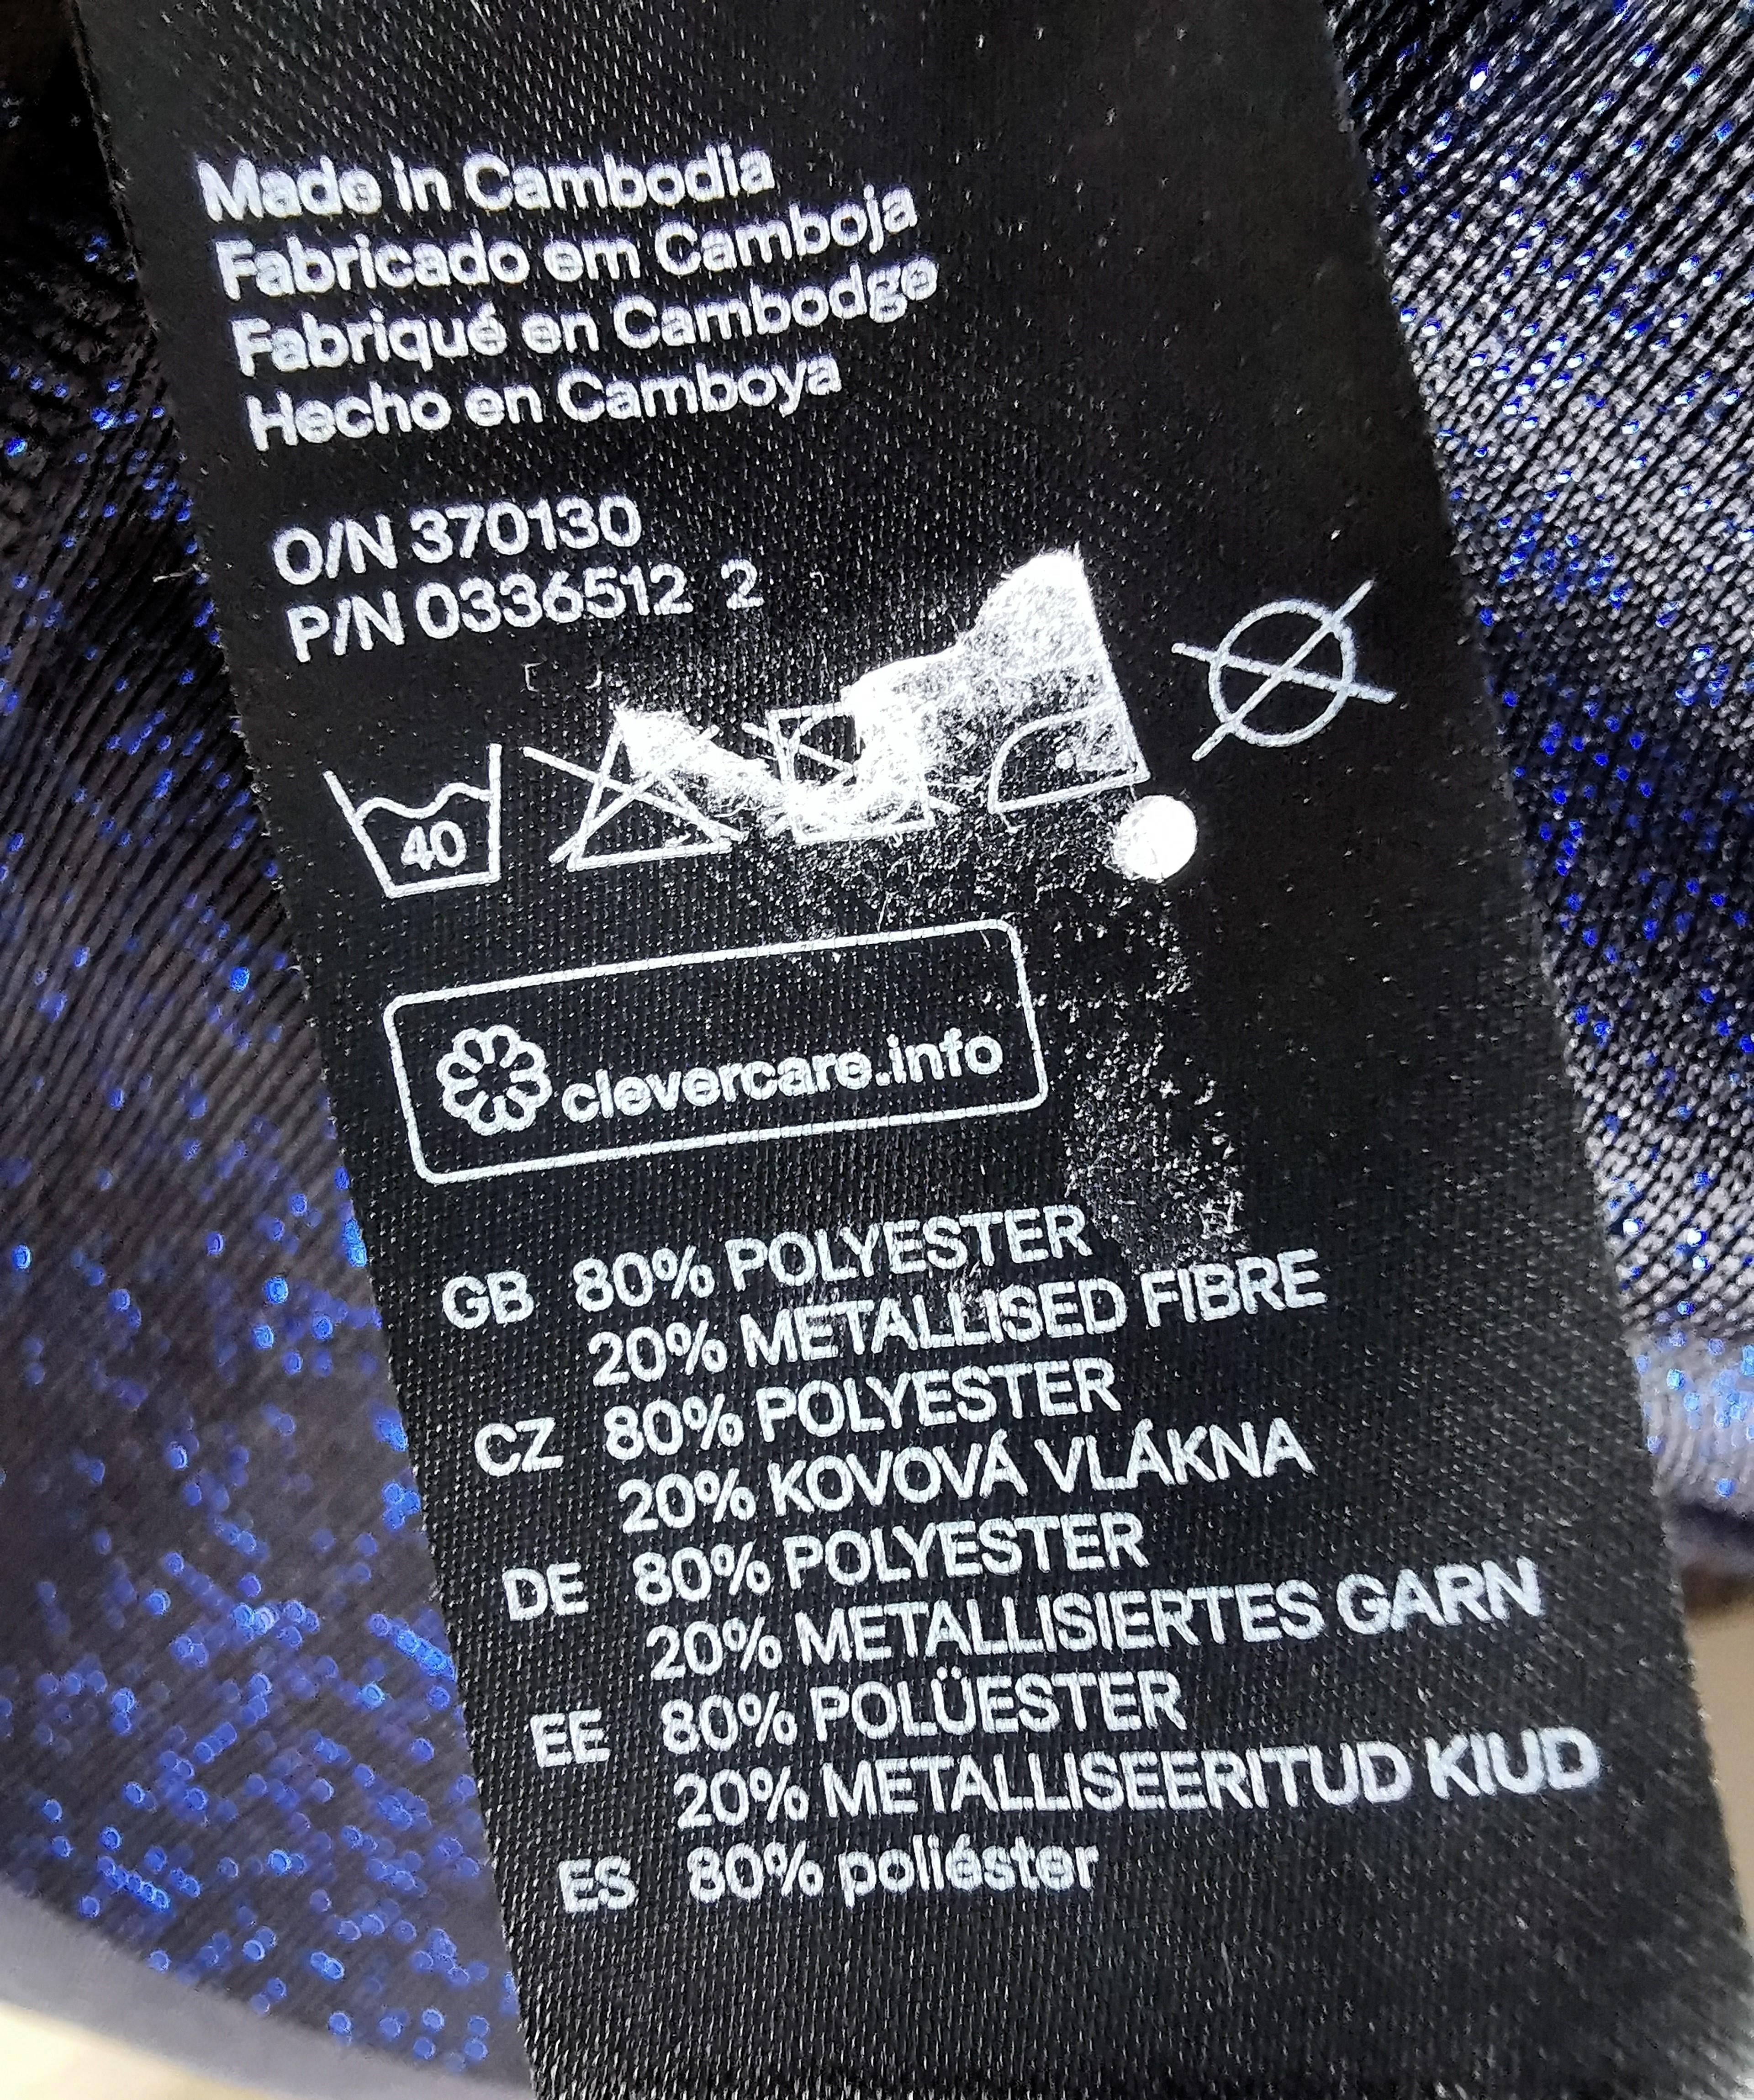 Made in Cambodia
Fabricado em Camboja
Fabriqué en Cambodge
Hecho en Camboya
O/N 370130
P/N 0336512 2
40
clevercare.info
GB 80% POLYESTER
20% METALLISED FIBRE
CZ 80% POLYESTER
20% KOVOVÁ VLÁKNA
DE 80% POLYESTER
20% METALLISIERTES GARN
EE 80% POLÜESTER
20% METALLISEERITUD KIUD
ES 80% poliéster